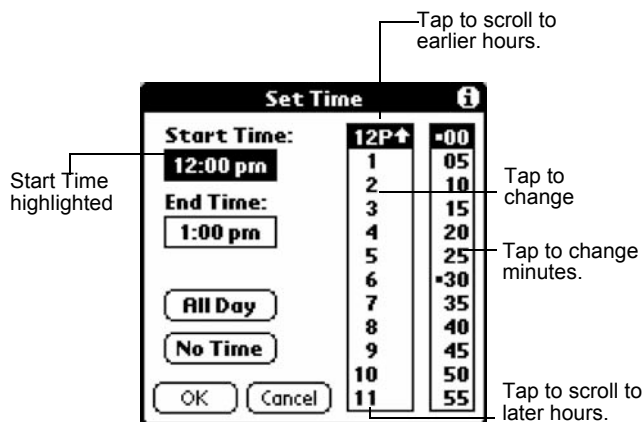 Tap to scroll to
earlier hours.
Set Time
Start Time:
12:00 pm
Start Time
highlighted
End Time:
1:00 pm
All Day
No Time
OK
Cancel
12P
1
2
3
4
5
6
7
8
9
10
11
00
05
10
15
20
25
30
35
40
45
50
55
Tap to
change
Tap to change
minutes.
Tap to scroll to
later hours.